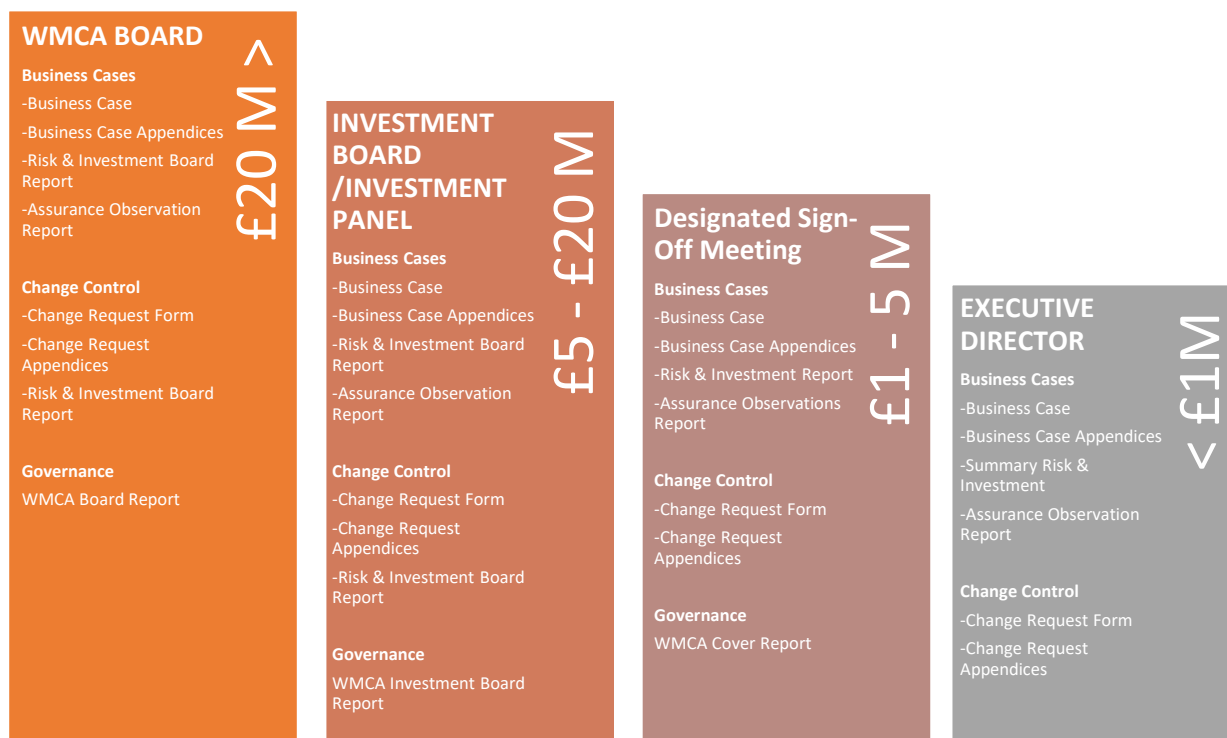 WMCA BOARD
Business Cases
-Business Case
-Business Case Appendices
-Risk & Investment Board
Report
-Assurance Observation
Report
Change Control
-Change Request Form
-Change Request
Appendices
-Risk & Investment Board
Report
Governance
WMCA Board Report
£20 M >
INVESTMENT
BOARD
/INVESTMENT
PANEL
Business Cases
-Business Case
-Business Case Appendices
-Risk & Investment Board
Report
-Assurance Observation
Report
Change Control
-Change Request Form
-Change Request
Appendices
-Risk & Investment Board
Report
Governance
WMCA Investment Board
Report
£5 - £20 M
Designated Sign-
Off Meeting
Business Cases
-Business Case
-Business Case Appendices
-Risk & Investment Report
-Assurance Observations
Report
Change Control
-Change Request Form
-Change Request
Appendices
Governance
WMCA Cover Report
£1 - 5 M
EXECUTIVE
DIRECTOR
Business Cases
-Business Case
-Business Case Appendices
-Summary Risk &
Investment
-Assurance Observation
Report
Change Control
-Change Request Form
-Change Request
Appendices
< £1M